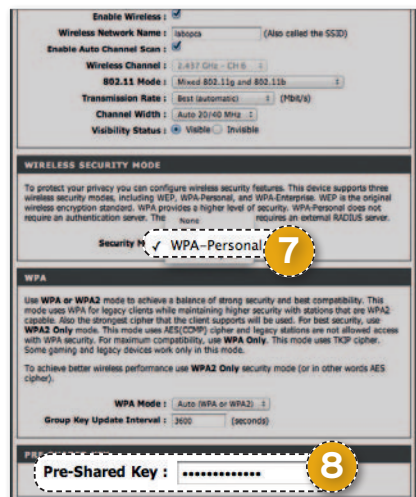 Enable Wireless :
Wireless Network Name : labopca (Also called the SSID)
Enable Auto Channel Scan :
Wireless Channel : 2.437 GHz - CH 6
802.11 Mode : Mixed 802.11g and 802.11b
Transmission Rate : Best (automatic) (Mbit/s)
Channel Width : Auto 20/40 MHz
Visibility Status : Visible Invisible
WIRELESS SECURITY MODE
To protect your privacy you can configure wireless security features. This device supports three
wireless security modes, including WEP, WPA-Personal, and WPA-Enterprise. WEP is the original
wireless encryption standard. WPA provides a higher level of security. WPA-Personal does not
require an authentication server. The None requires an external RADIUS server.
Security M ✓ WPA-Personal 7
WPA
Use WPA or WPA2 mode to achieve a balance of strong security and best compatibility. This
mode uses WPA for legacy clients while maintaining higher security with stations that are WPA2
capable. Also the strongest cipher that the client supports will be used. For best security, use
WPA2 Only mode. This mode uses AES(CCMP) cipher and legacy stations are not allowed access
with WPA security. For maximum compatibility, use WPA Only. This mode uses TKIP cipher.
Some gaming and legacy devices work only in this mode.
To achieve better wireless performance use WPA2 Only security mode (or in other words AES
cipher).
WPA Mode : Auto (WPA or WPA2)
Group Key Update Interval : 3600 (seconds)
Pre-Shared Key : ••••••••••••• 8